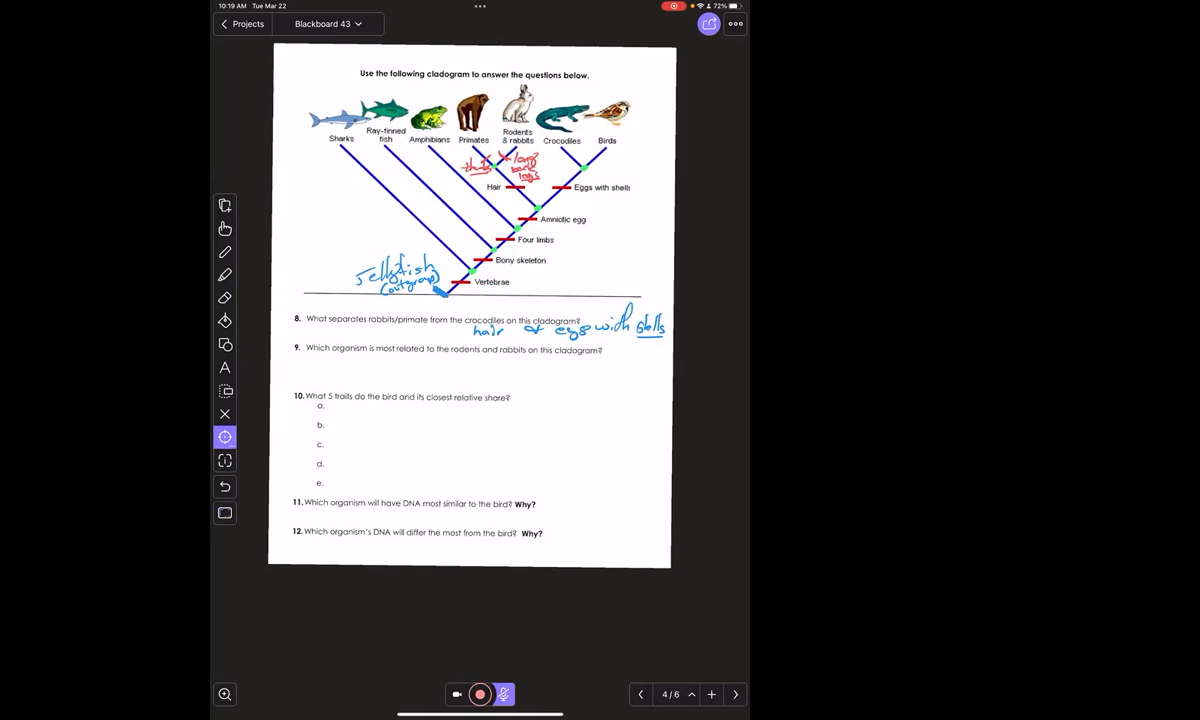 10:19 AM Tue Mar 22
72%
Projects
Blackboard 43
Use the following cladogram to answer the questions below.
Sharks
Ray-finned
fish
Amphibians
Primates
Rodents
& rabbits
Crocodiles
Birds
long
back
legs
Hair
Eggs with shells
Amniotic egg
Four limbs
Bony skeleton
Vertebrae
Jellyfish
(outgroup)
8. What separates rabbits/primate from the crocodiles on this cladogram?
hair or eggs with shells
9. Which organism is most related to the rodents and rabbits on this cladogram?
10. What 5 traits do the bird and its closest relative share?
a.
b.
c.
d.
e.
11. Which organism will have DNA most similar to the bird? Why?
12. Which organism's DNA will differ the most from the bird? Why?
4 / 6